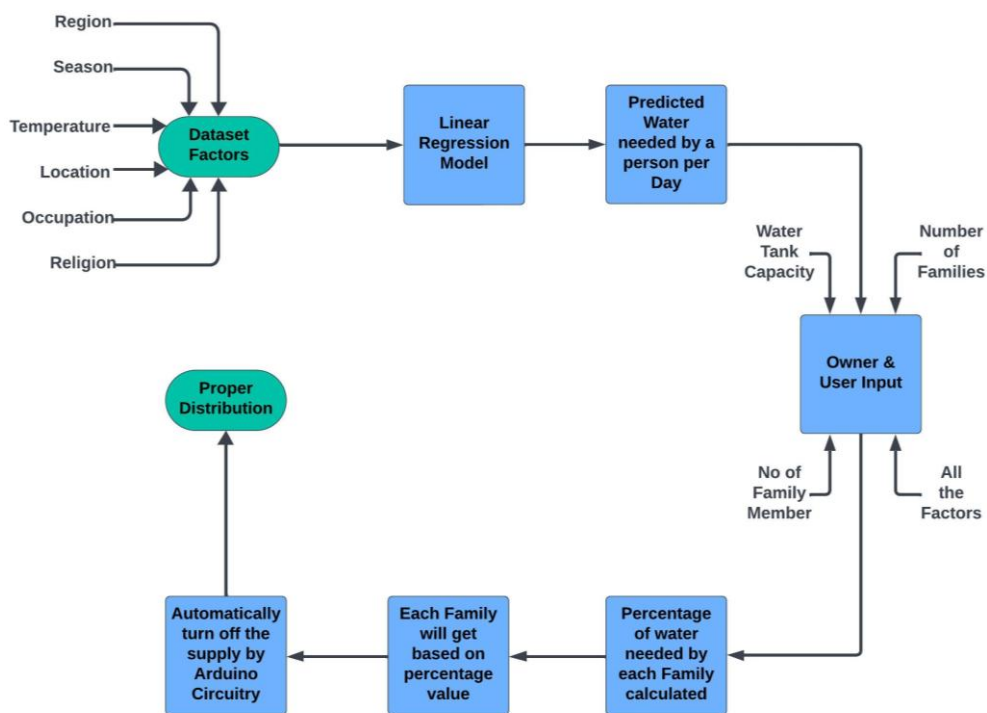 Region
Season
Temperature
Location
Occupation
Religion
Dataset
Factors
Linear
Regression
Model
Predicted
Water
needed by a
person per
Day
Water
Tank
Capacity
Number
of
Families
Owner &
User Input
No of
Family
Member
All
the
Factors
Percentage
of water
needed by
each Family
calculated
Each Family
will get
based on
percentage
value
Automatically
turn off the
supply by
Arduino
Circuitry
Proper
Distribution